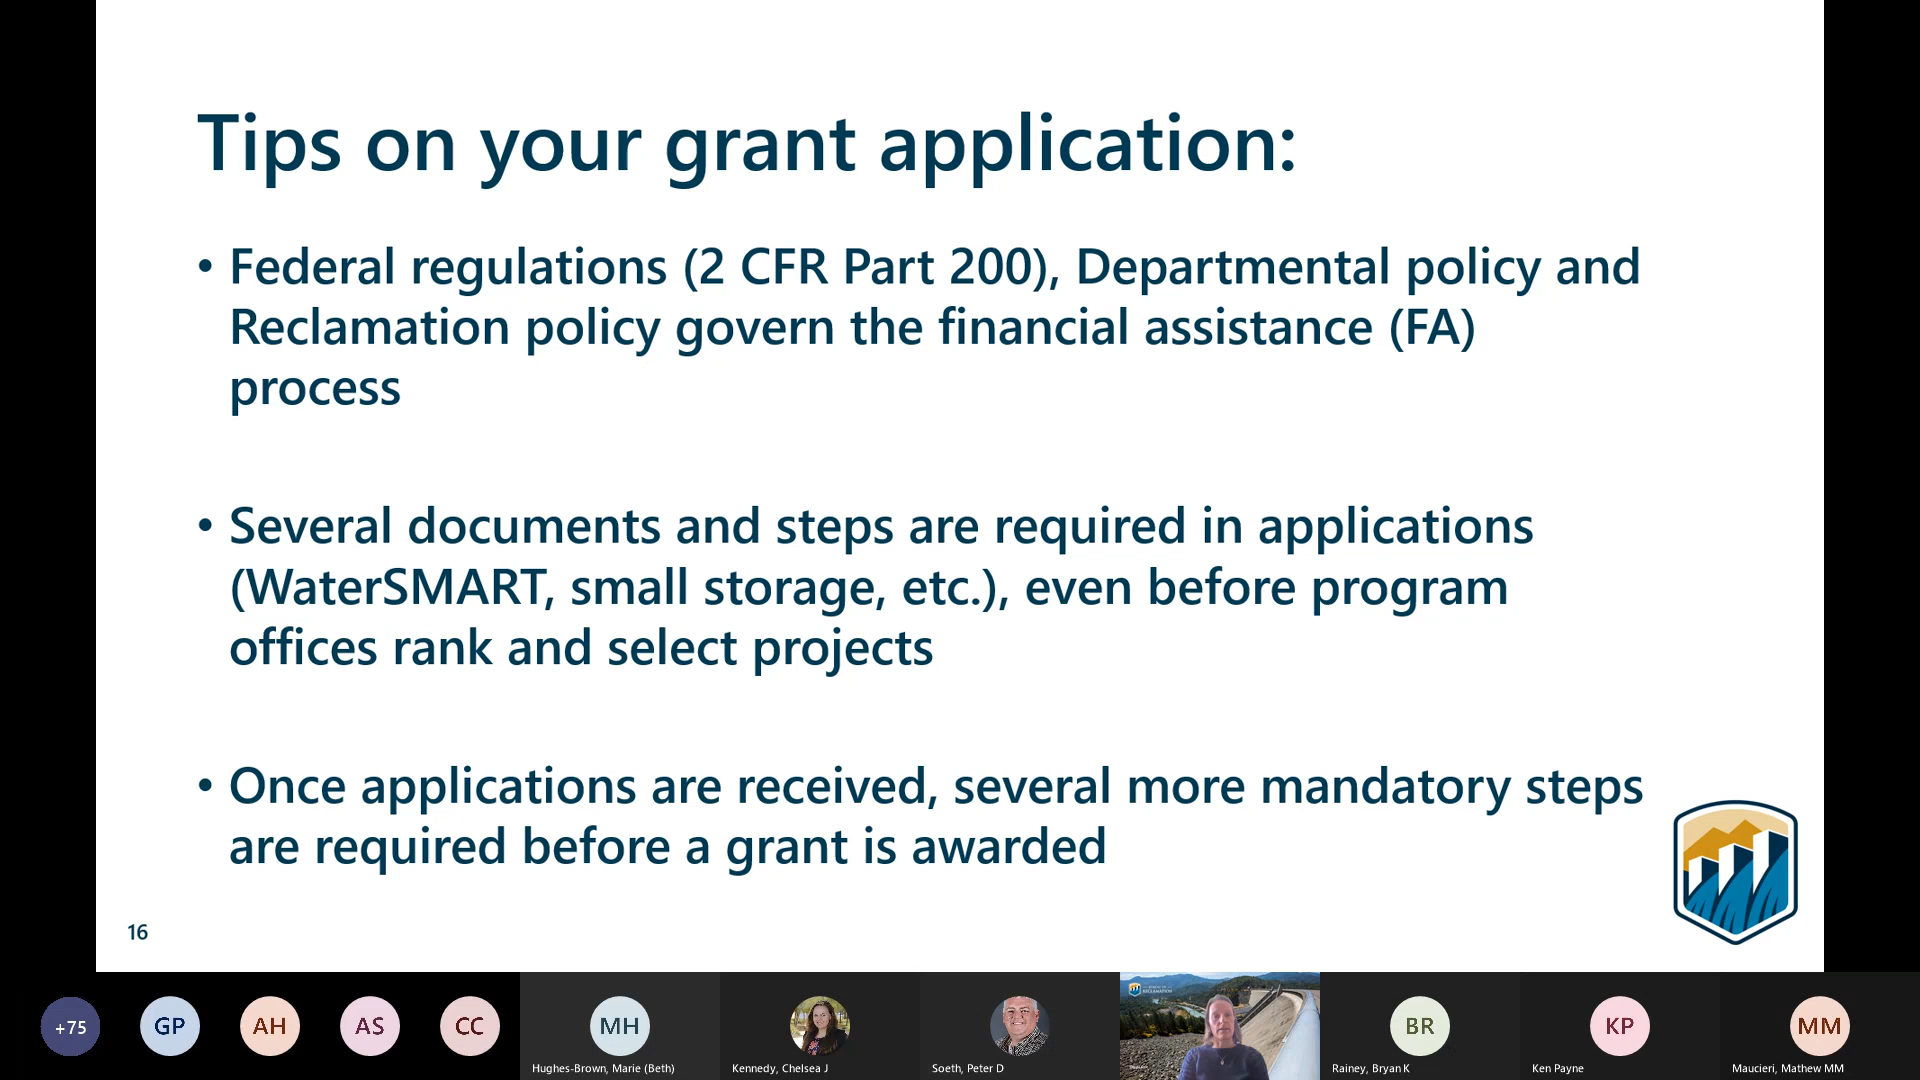 Tips on your grant application:
• Federal regulations (2 CFR Part 200), Departmental policy and
Reclamation policy govern the financial assistance (FA)
process
• Several documents and steps are required in applications
(WaterSMART, small storage, etc.), even before program
offices rank and select projects
• Once applications are received, several more mandatory steps
are required before a grant is awarded
16
+75
GP
AH
AS
CC
MH
BR
KP
MM
Hughes-Brown, Marie (Beth)
Kennedy, Chelsea J
Soeth, Peter D
RECLAMATION
Rainey, Bryan K
Ken Payne
Maucieri, Mathew MM